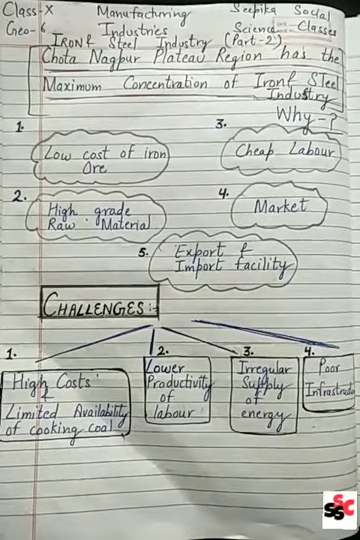 Class-X Manufacturing Deepika Social
Geo-6 Industries Science Classes
Iron & Steel Industry (Part-2)
Chota Nagpur Plateau Region has the
Maximum Concentration of Iron & Steel
Industry
Why-?
1.
Low cost of iron
Ore
3.
Cheap Labour
2.
High grade
Raw Material
4.
Market
5.
Export &
Import facility
CHALLENGES:-
1.
High Costs
&
Limited Availability
of cooking coal
2.
Lower
Productivity
of
labour
3.
Irregular
Supply
of
energy
4.
Poor
SSC